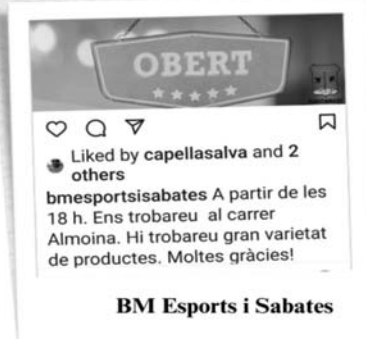 OBERT
Liked by capellasalva and 2
others
bmesportsisabates A partir de les
18 h. Ens trobareu al carrer
Almoina. Hi trobareu gran varietat
de productes. Moltes gràcies!
BM Esports i Sabates